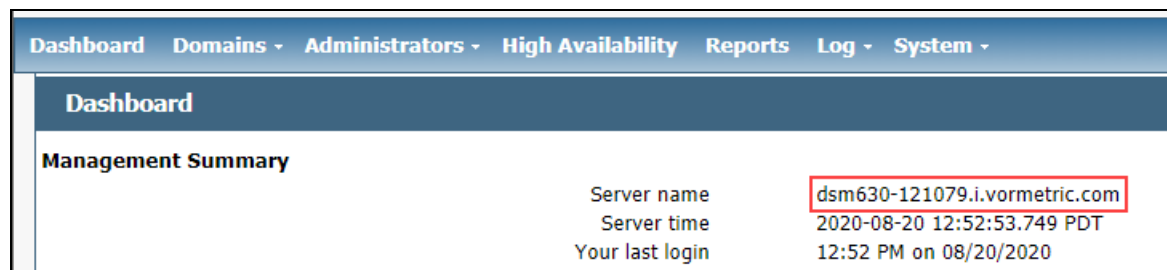 Dashboard Domains Administrators High Availability Reports Log System
Dashboard
Management Summary
Server name dsm630-121079.i.vormetric.com
Server time 2020-08-20 12:52:53.749 PDT
Your last login 12:52 PM on 08/20/2020